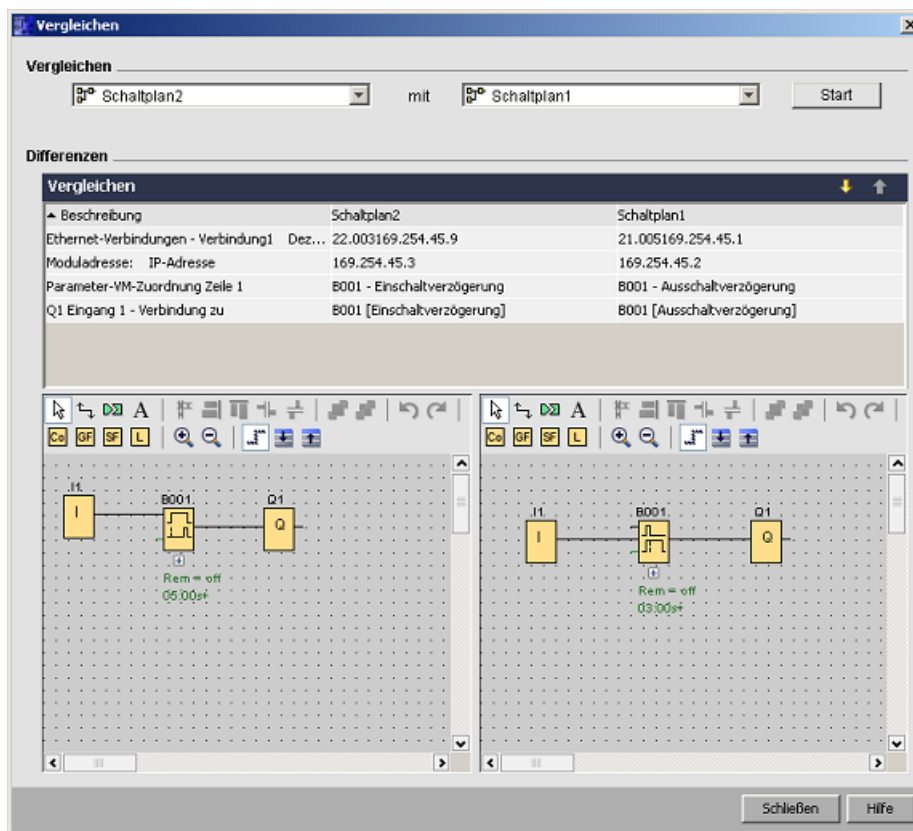 Vergleichen
Vergleichen
Schaltplan2 mit Schaltplan1 Start
Differenzen
Vergleichen
Beschreibung Schaltplan2 Schaltplan1
Ethernet-Verbindungen - Verbindung1 Dez... 22.003169.254.45.9 21.005169.254.45.1
Moduladresse: IP-Adresse 169.254.45.3 169.254.45.2
Parameter-VM-Zuordnung Zeile 1 B001 - Einschaltverzögerung B001 - Ausschaltverzögerung
Q1 Eingang 1 - Verbindung zu B001 [Einschaltverzögerung] B001 [Ausschaltverzögerung]
A A
Co GF SF L Co GF SF L
I1. B001. Q1
I Q
Rem = off
05:00s+
I1. B001. Q1
I Q
Rem = off
03:00s+
Schließen Hilfe